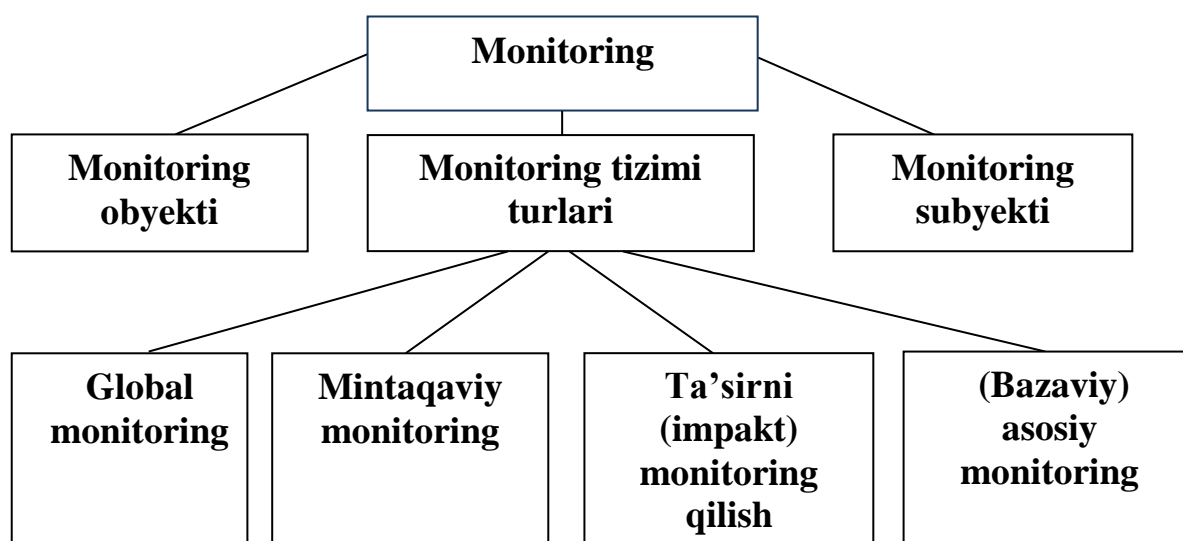 Monitoring
Monitoring
obyekti
Monitoring tizimi
turlari
Monitoring
subyekti
Global
monitoring
Mintaqaviy
monitoring
Ta’sirni
(impakt)
monitoring
qilish
(Bazaviy)
asosiy
monitoring